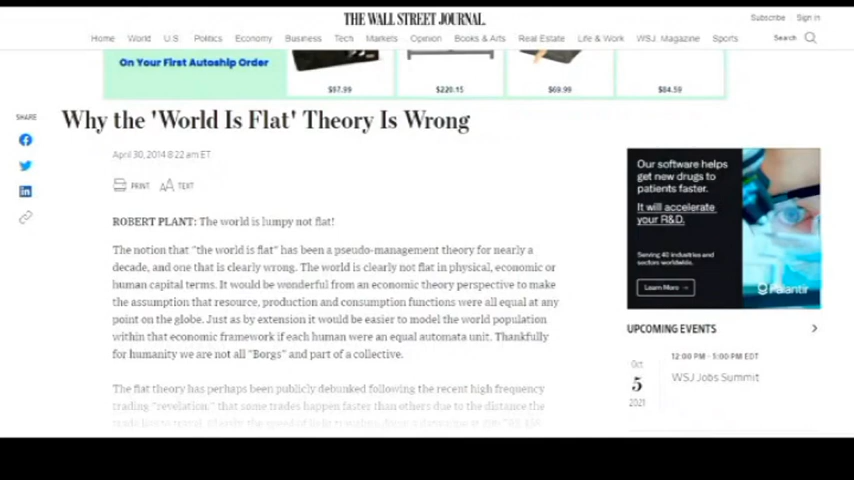 THE WALL STREET JOURNAL.
Subscribe Sign In
Home World U.S. Politics Economy Business Tech Markets Opinion Books & Arts Real Estate Life & Work WSJ. Magazine Sports Search
On Your First Autoship Order
$97.99 $220.15 $69.99 $84.59
SHARE
Why the 'World Is Flat' Theory Is Wrong
April 30, 2014 8:22 am ET
PRINT AA TEXT
ROBERT PLANT: The world is lumpy not flat!
The notion that "the world is flat" has been a pseudo-management theory for nearly a
decade, and one that is clearly wrong. The world is clearly not flat in physical, economic or
human capital terms. It would be wonderful from an economic theory perspective to make
the assumption that resource, production and consumption functions were all equal at any
point on the globe. Just as by extension it would be easier to model the world population
within that economic framework if each human were an equal automata unit. Thankfully
for humanity we are not all "Borgs" and part of a collective.
The flat theory has perhaps been publicly debunked following the recent high frequency
trading "revelation:" that some trades happen faster than others due to the distance the
Our software helps
get new drugs to
patients faster.
It will accelerate
your R&D.
Serving 40 industries and
sectors worldwide.
Learn More →
Palantir
UPCOMING EVENTS
Oct
5
2021
12:00 PM - 5:00 PM EDT
WSJ Jobs Summit